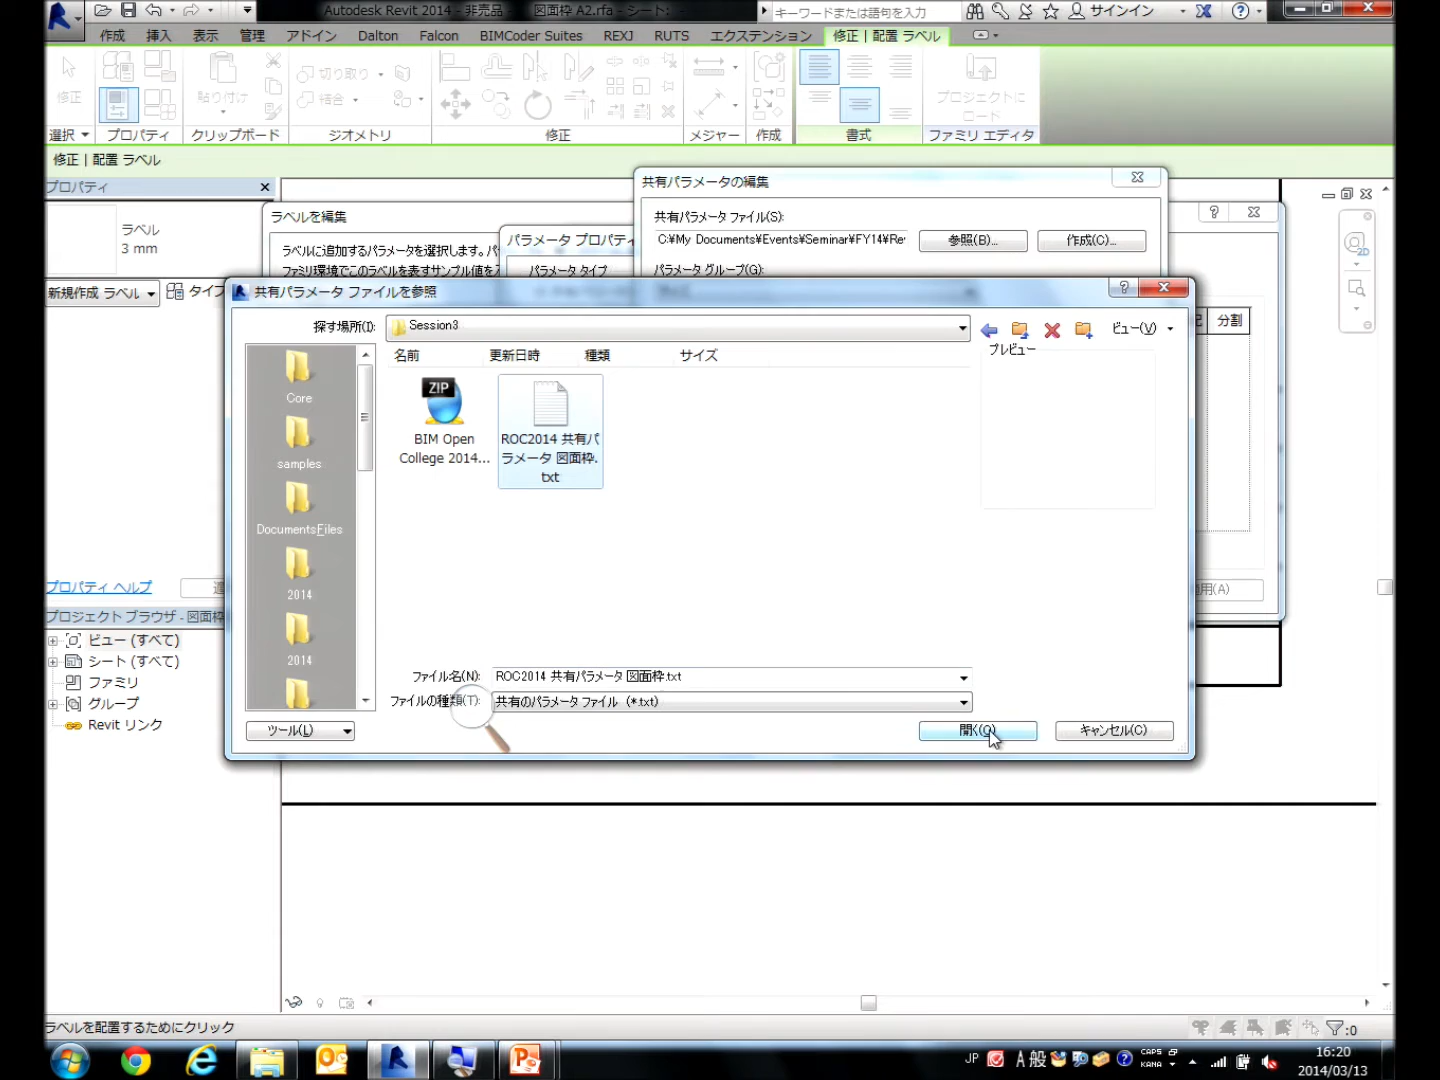 Autodesk Revit 2014 - 非売品 - 図面枠 A2.rfa - シート: -
キーワードまたは語句を入力
サインイン
作成 挿入 表示 管理 アドイン Dalton Falcon BIMCoder Suites REXJ RUTS エクステンション 修正 | 配置 ラベル
修正
貼り付け
切り取り
結合
プロジェクトに
ロード
選択 プロパティ クリップボード ジオメトリ 修正 メジャー 作成 書式 ファミリ エディタ
修正 | 配置 ラベル
プロパティ
ラベル
3 mm
新規作成 ラベル
ラベルを編集
ラベルに追加するパラメータを選択します。
ファミリ環境でこのラベルを表すサンプル値を
パラメータ プロパティ
パラメータ タイプ
共有パラメータの編集
共有パラメータ ファイル(S):
C:¥My Documents¥Events¥Seminar¥FY14¥Re
参照(B)...
作成(C)...
パラメータ グループ(G):
分割
共有パラメータ ファイルを参照
探す場所(I):
Session3
ビュー(V)
プレビュー
名前 更新日時 種類 サイズ
Core
samples
DocumentsFiles
2014
2014
ZIP
BIM Open
College 2014...
ROC2014 共有パ
ラメータ 図面枠.
txt
ファイル名(N):
ROC2014 共有パラメータ 図面枠.txt
ファイルの種類(T):
共有のパラメータ ファイル (*.txt)
ツール(L)
開く(O)
キャンセル(C)
プロパティ ヘルプ
用(A)
プロジェクト ブラウザ - 図面枠
ビュー (すべて)
シート (すべて)
ファミリ
グループ
Revit リンク
ラベルを配置するためにクリック
:0
JP
A 般
CAPS
KANA
16:20
2014/03/13